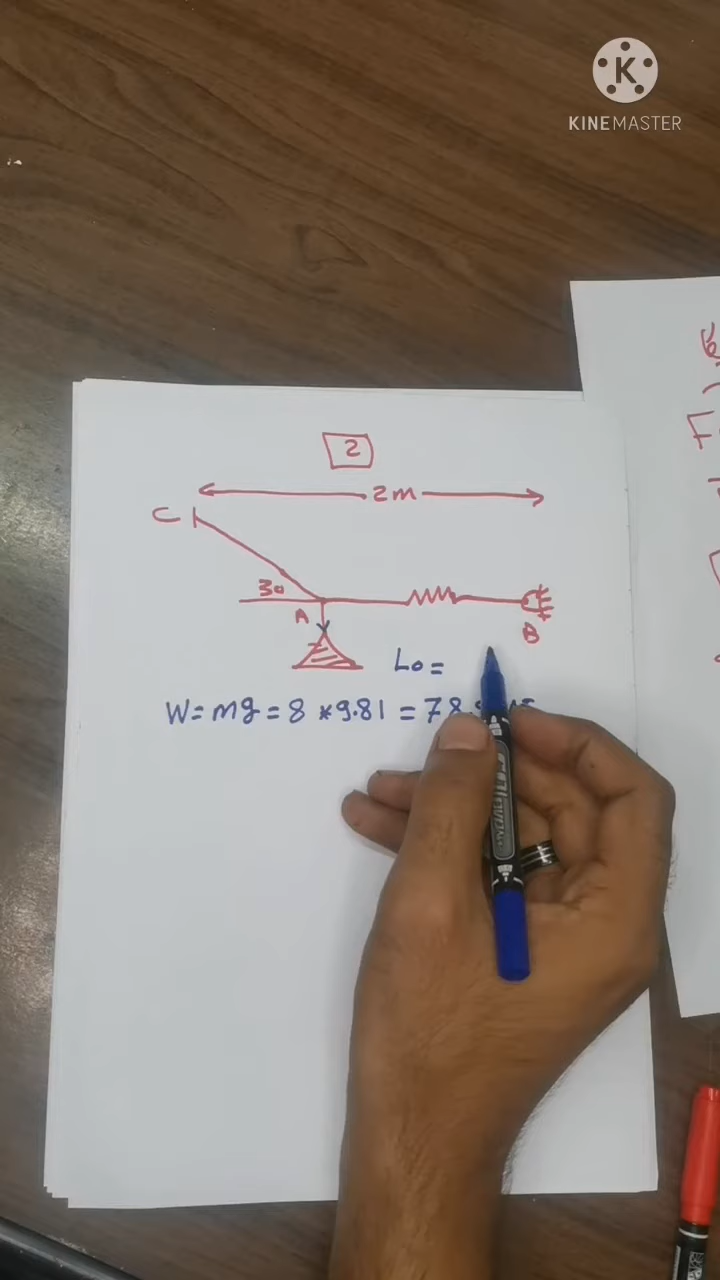 K
KINEMASTER
2
2m
C
30
A
B
Lo =
W = mg = 8 * 9.81 = 78.
F